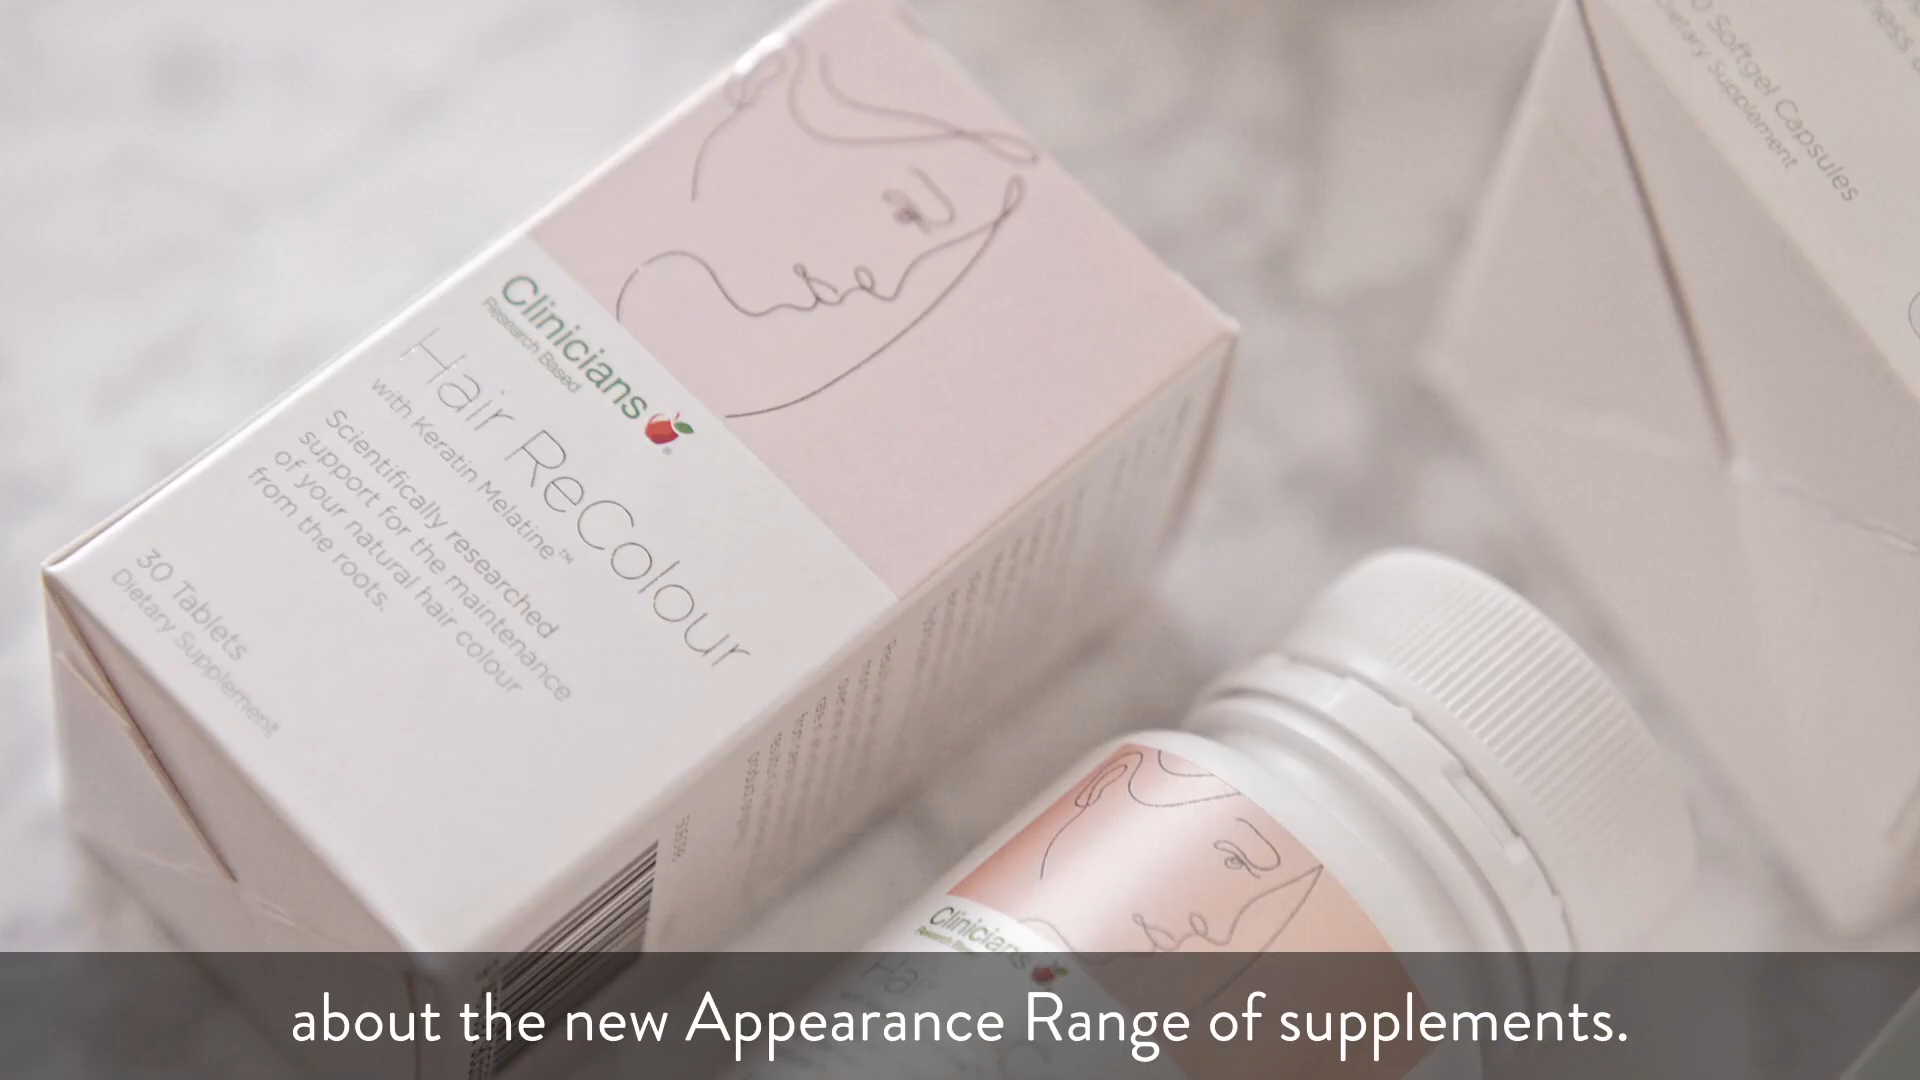 Clinicians
Research Based
Hair ReColour
with Keratin Melatine™
Scientifically researched
support for the maintenance
of your natural hair colour
from the roots.
30 Tablets
Dietary Supplement
Softgel Capsules
Dietary Supplement
Clinicians
Research Based
Hair
about the new Appearance Range of supplements.